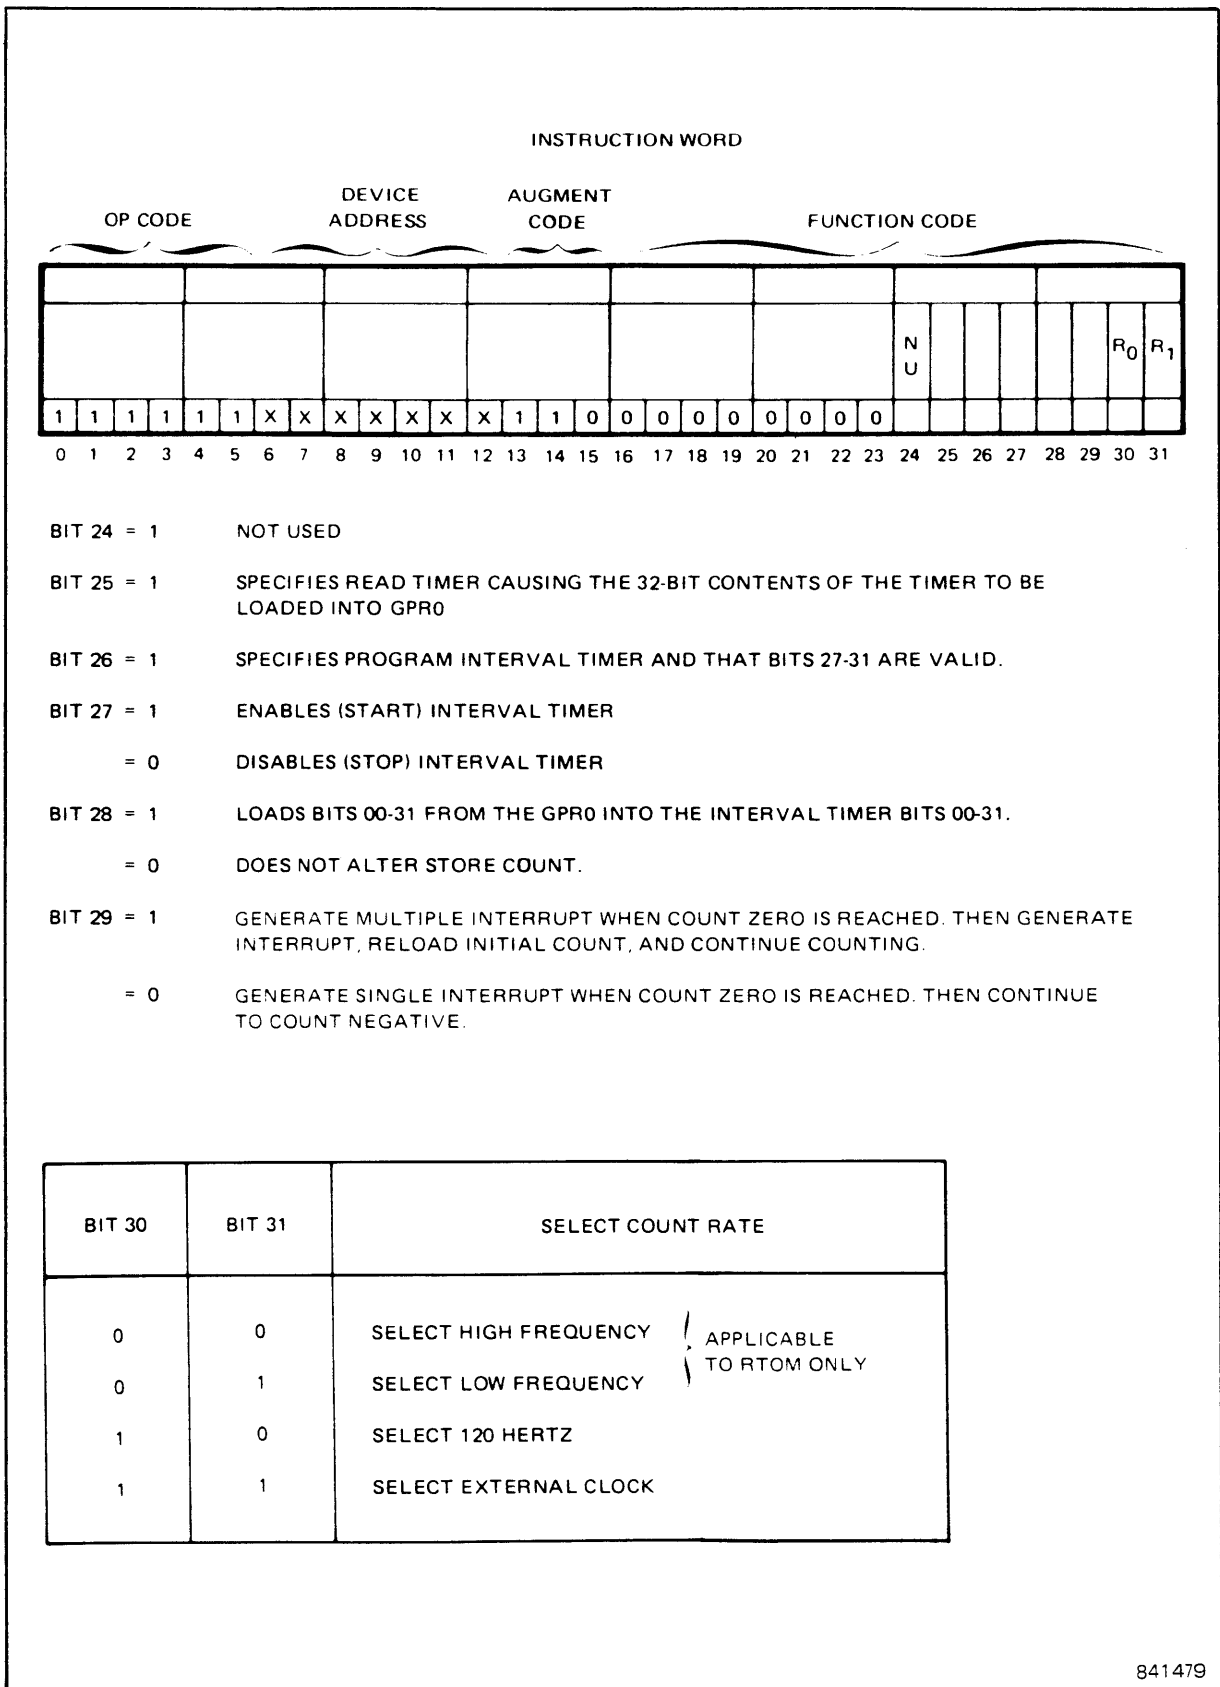 INSTRUCTION WORD
DEVICE AUGMENT
OP CODE ADDRESS CODE FUNCTION CODE
N U R0 R1
1 1 1 1 1 1 X X X X X X X 1 1 0 0 0 0 0 0 0 0 0
0 1 2 3 4 5 6 7 8 9 10 11 12 13 14 15 16 17 18 19 20 21 22 23 24 25 26 27 28 29 30 31
BIT 24 = 1 NOT USED
BIT 25 = 1 SPECIFIES READ TIMER CAUSING THE 32-BIT CONTENTS OF THE TIMER TO BE
LOADED INTO GPR0
BIT 26 = 1 SPECIFIES PROGRAM INTERVAL TIMER AND THAT BITS 27-31 ARE VALID.
BIT 27 = 1 ENABLES (START) INTERVAL TIMER
= 0 DISABLES (STOP) INTERVAL TIMER
BIT 28 = 1 LOADS BITS 00-31 FROM THE GPR0 INTO THE INTERVAL TIMER BITS 00-31.
= 0 DOES NOT ALTER STORE COUNT.
BIT 29 = 1 GENERATE MULTIPLE INTERRUPT WHEN COUNT ZERO IS REACHED. THEN GENERATE
INTERRUPT, RELOAD INITIAL COUNT, AND CONTINUE COUNTING.
= 0 GENERATE SINGLE INTERRUPT WHEN COUNT ZERO IS REACHED. THEN CONTINUE
TO COUNT NEGATIVE.
BIT 30 BIT 31 SELECT COUNT RATE
0 0 SELECT HIGH FREQUENCY APPLICABLE
0 1 SELECT LOW FREQUENCY TO RTOM ONLY
1 0 SELECT 120 HERTZ
1 1 SELECT EXTERNAL CLOCK
841479